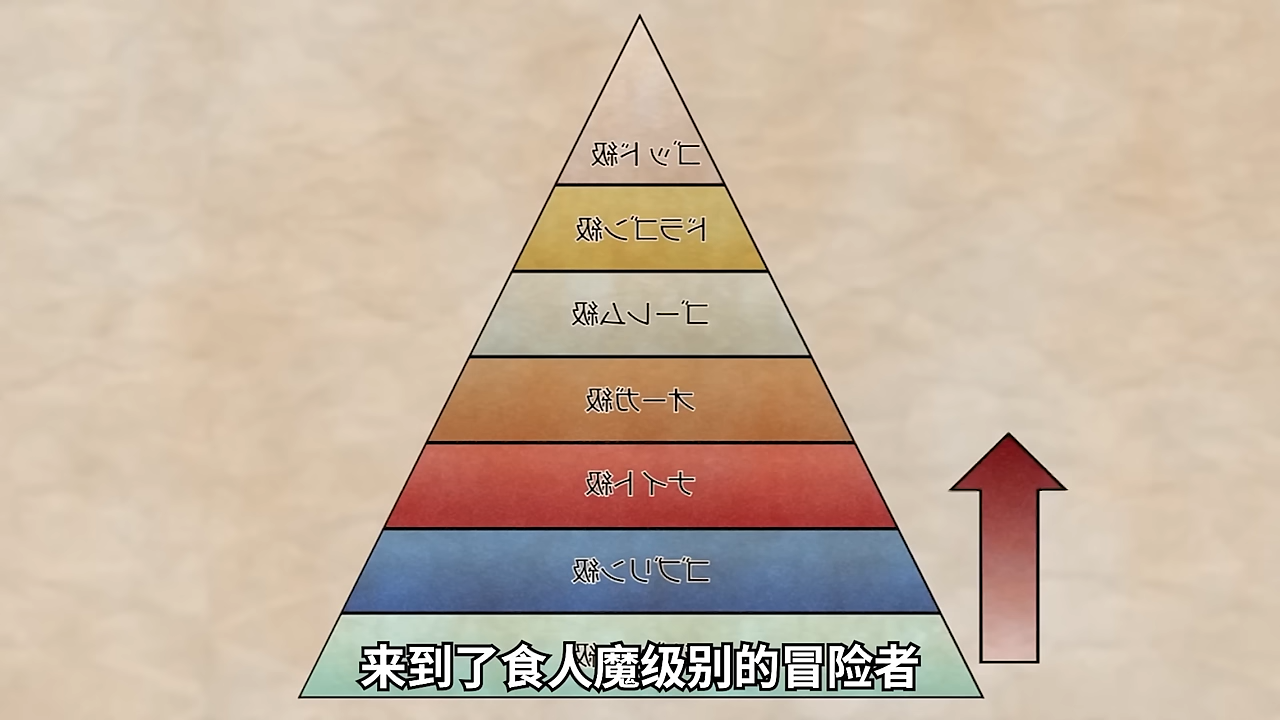 ゴッド級
ドラゴン級
ゴーレム級
オーガ級
ナイト級
ゴブリン級
来到了食人魔级别的冒险者